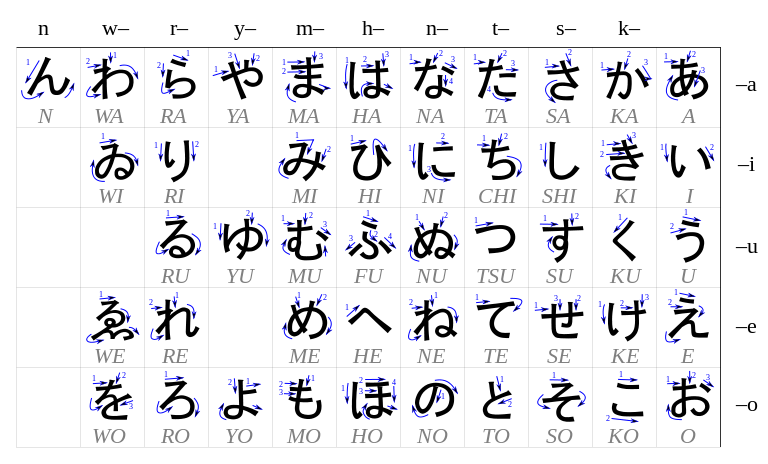 n w– r– y– m– h– n– t– s– k–
ん わ ら や ま は な た さ か あ –a
N WA RA YA MA HA NA TA SA KA A
ゐ り み ひ に ち し き い –i
WI RI MI HI NI CHI SHI KI I
る ゆ む ふ ぬ つ す く う –u
RU YU MU FU NU TSU SU KU U
ゑ れ め へ ね て せ け え –e
WE RE ME HE NE TE SE KE E
を ろ よ も ほ の と そ こ お –o
WO RO YO MO HO NO TO SO KO O